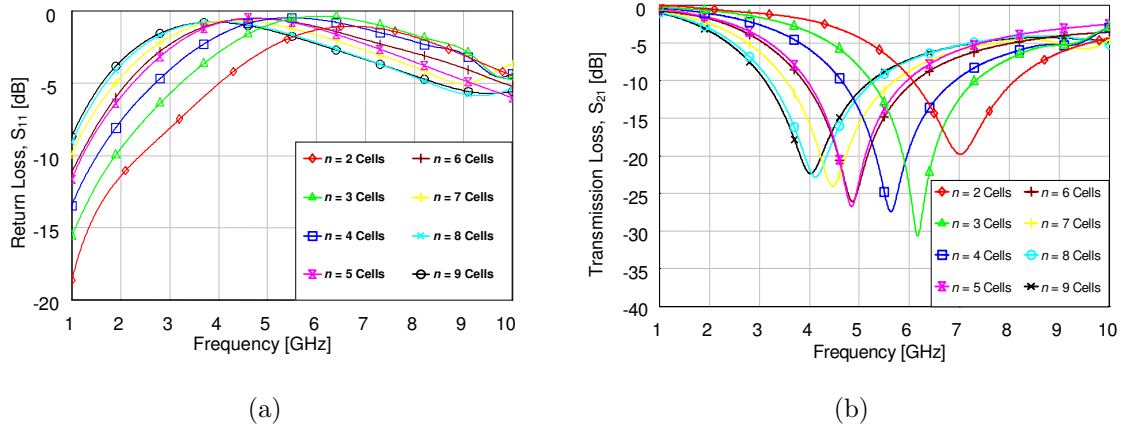 0
-5
-10
-15
-20
Return Loss, S11 [dB]
1 2 3 4 5 6 7 8 9 10
Frequency [GHz]
n = 2 Cells
n = 6 Cells
n = 3 Cells
n = 7 Cells
n = 4 Cells
n = 8 Cells
n = 5 Cells
n = 9 Cells
(a)
0
-5
-10
-15
-20
-25
-30
-35
-40
Transmission Loss, S21 [dB]
1 2 3 4 5 6 7 8 9 10
Frequency [GHz]
n = 2 Cells
n = 6 Cells
n = 3 Cells
n = 7 Cells
n = 4 Cells
n = 8 Cells
n = 5 Cells
n = 9 Cells
(b)